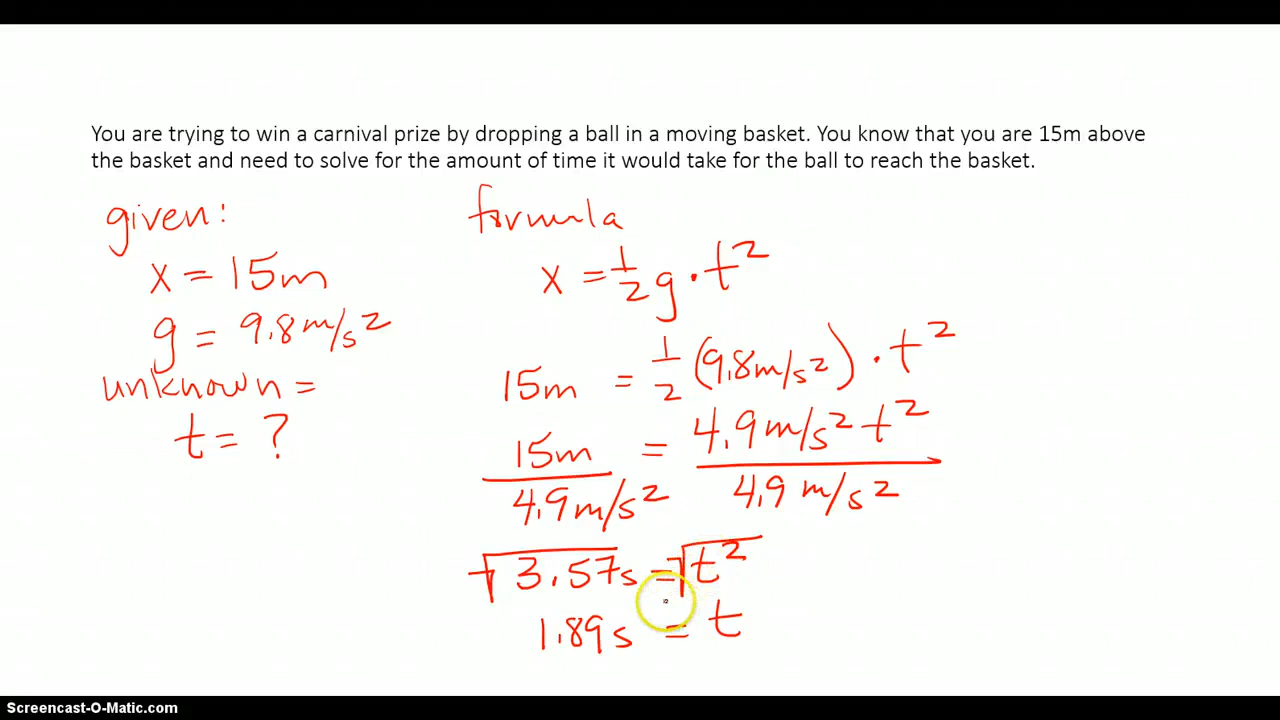 You are trying to win a carnival prize by dropping a ball in a moving basket. You know that you are 15m above
the basket and need to solve for the amount of time it would take for the ball to reach the basket.
given:
x = 15m
g = 9.8 m/s²
unknown =
t = ?
formula
x = 1/2 g · t²
15m = 1/2 (9.8m/s²) · t²
15m = 4.9 m/s² t²
4.9m/s² 4.9 m/s²
√3.57s = √t²
1.89s = t
Screencast-O-Matic.com